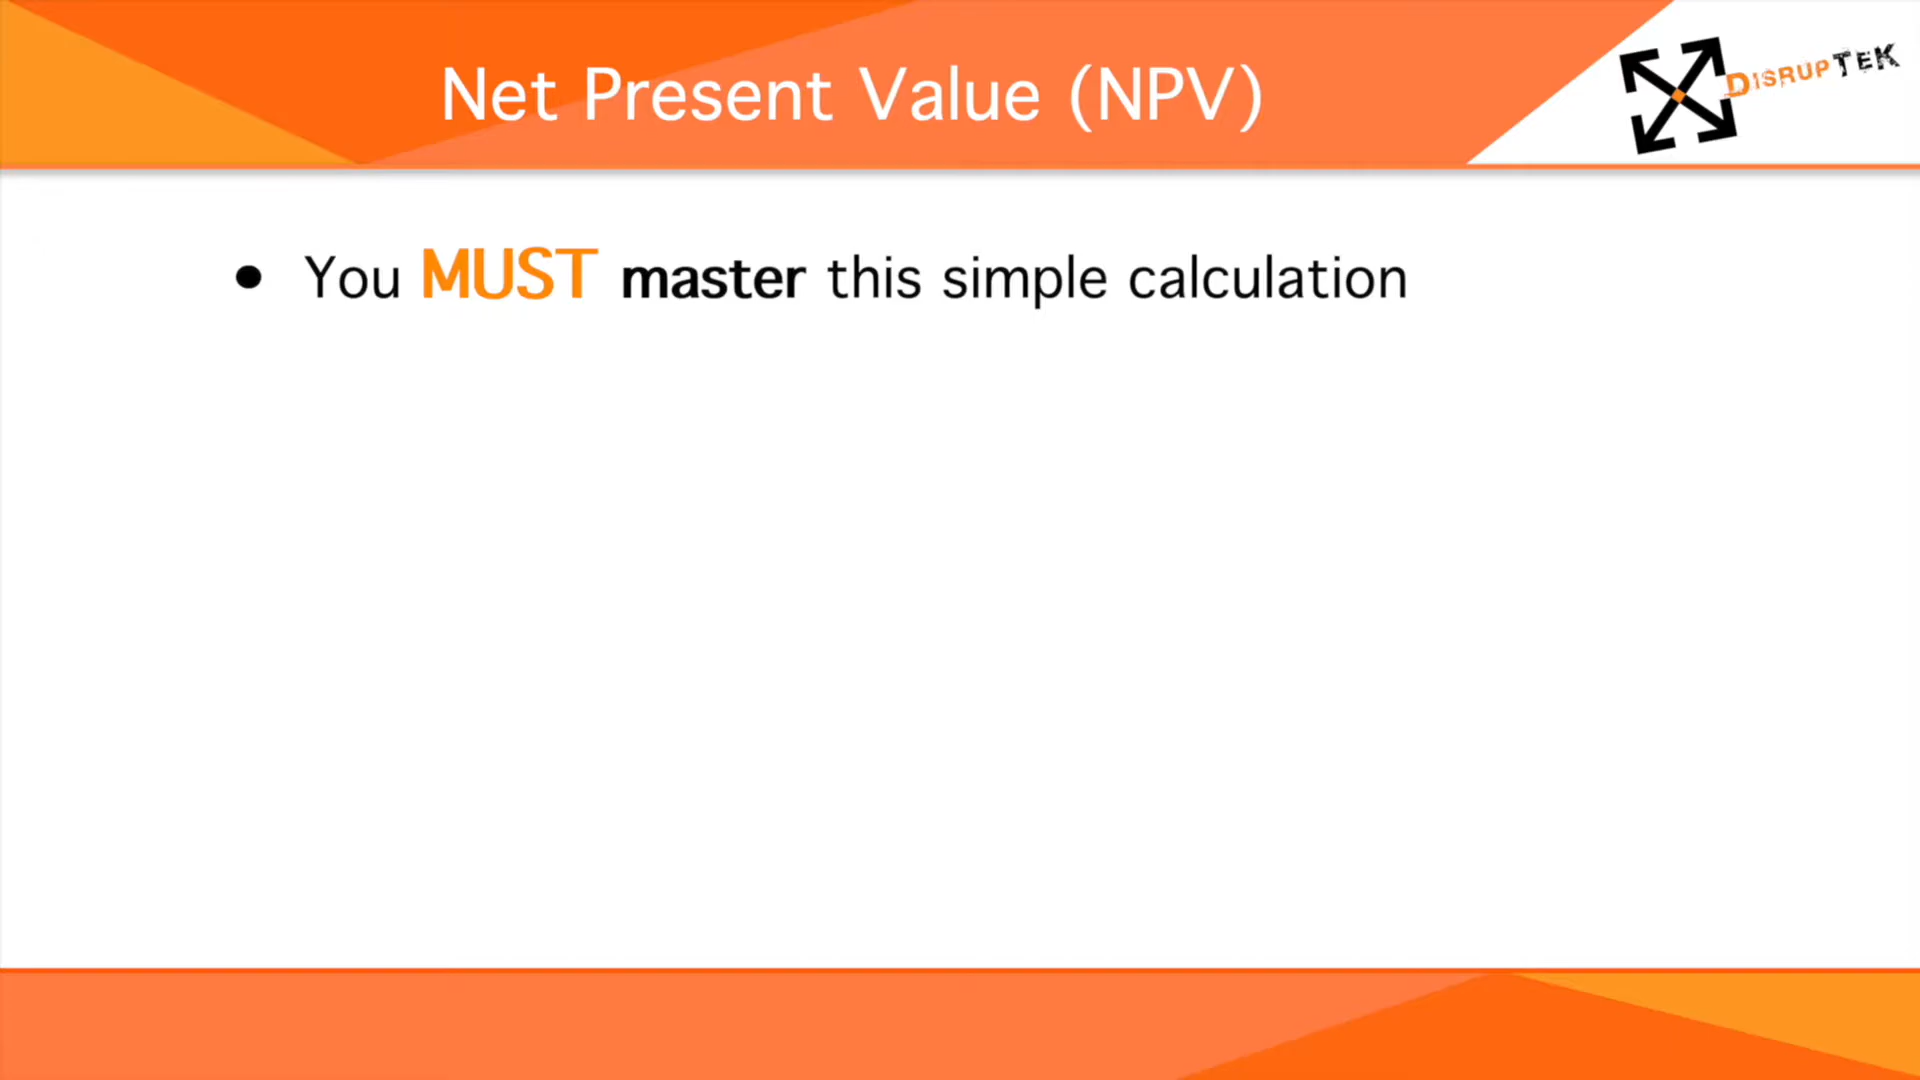 Net Present Value (NPV)
DISRUPTEK
• You MUST master this simple calculation